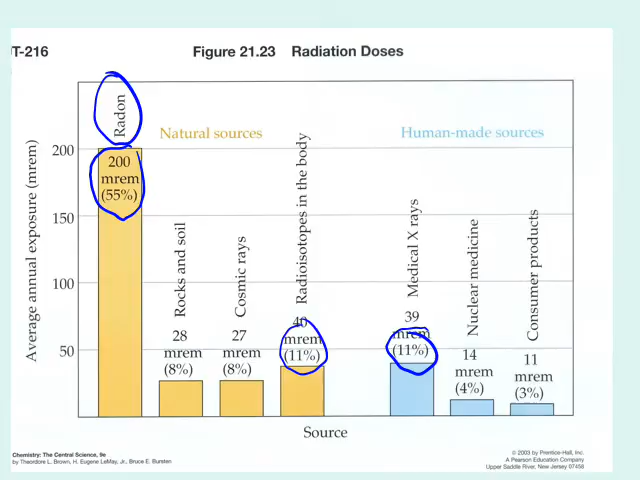 T-216
Figure 21.23 Radiation Doses
Average annual exposure (mrem)
200
150
100
50
Natural sources
Human-made sources
Radon
200
mrem
(55%)
Rocks and soil
28
mrem
(8%)
Cosmic rays
27
mrem
(8%)
Radioisotopes in the body
40
mrem
(11%)
Medical X rays
39
mrem
(11%)
Nuclear medicine
14
mrem
(4%)
Consumer products
11
mrem
(3%)
Source
Chemistry: The Central Science, 9e
by Theordore L. Brown, H. Eugene LeMay, Jr., Bruce E. Bursten
© 2003 by Prentice-Hall, Inc.
A Pearson Education Company
Upper Saddle River, New Jersey 07458